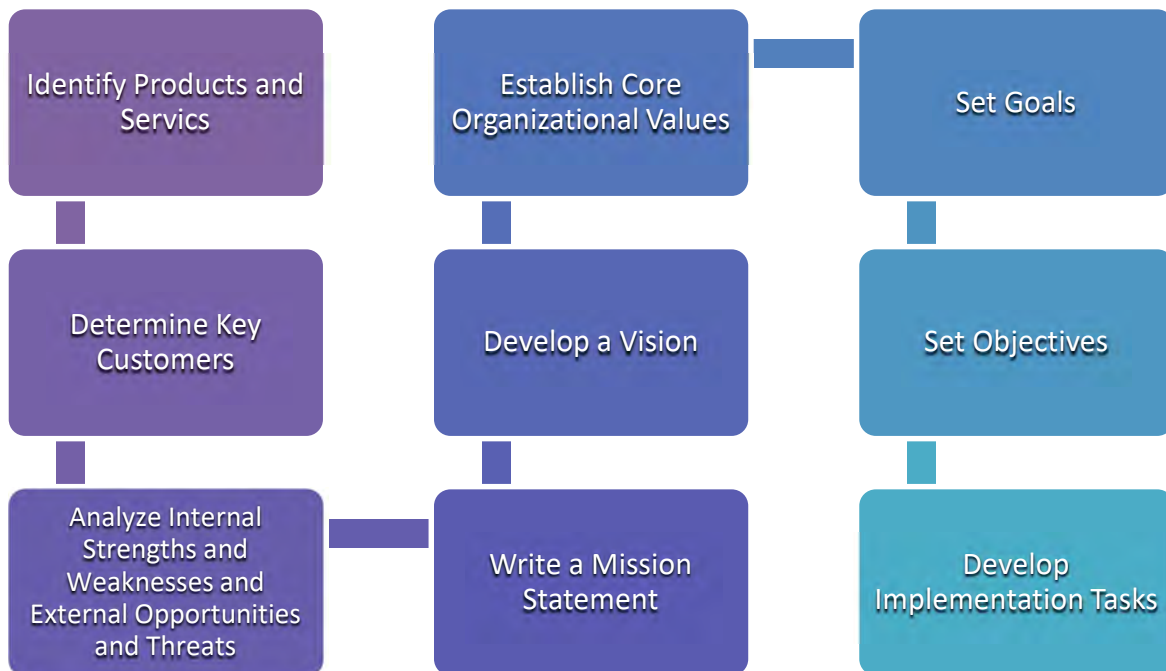 Identify Products and
Servics
Determine Key
Customers
Analyze Internal
Strengths and
Weaknesses and
External Opportunities
and Threats
Write a Mission
Statement
Develop a Vision
Establish Core
Organizational Values
Set Goals
Set Objectives
Develop
Implementation Tasks